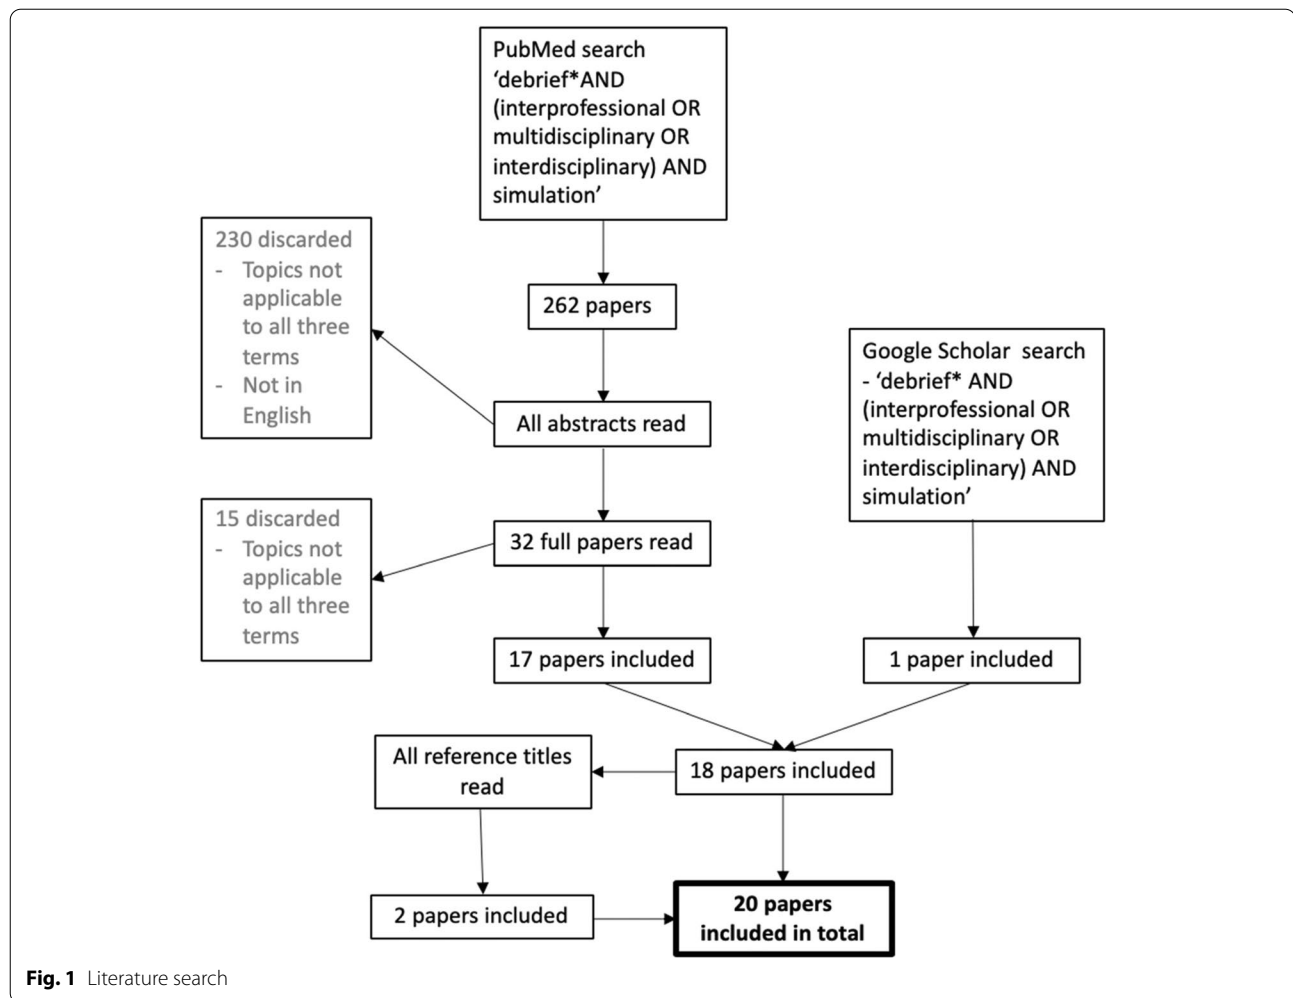 PubMed search
‘debrief*AND
(interprofessional OR
multidisciplinary OR
interdisciplinary) AND
simulation’
230 discarded
- Topics not
applicable
to all three
terms
- Not in
English
262 papers
Google Scholar search
- ‘debrief* AND
(interprofessional OR
multidisciplinary OR
interdisciplinary) AND
simulation’
All abstracts read
15 discarded
- Topics not
applicable
to all three
terms
32 full papers read
17 papers included
1 paper included
All reference titles
read
18 papers included
2 papers included
20 papers
included in total
Fig. 1 Literature search